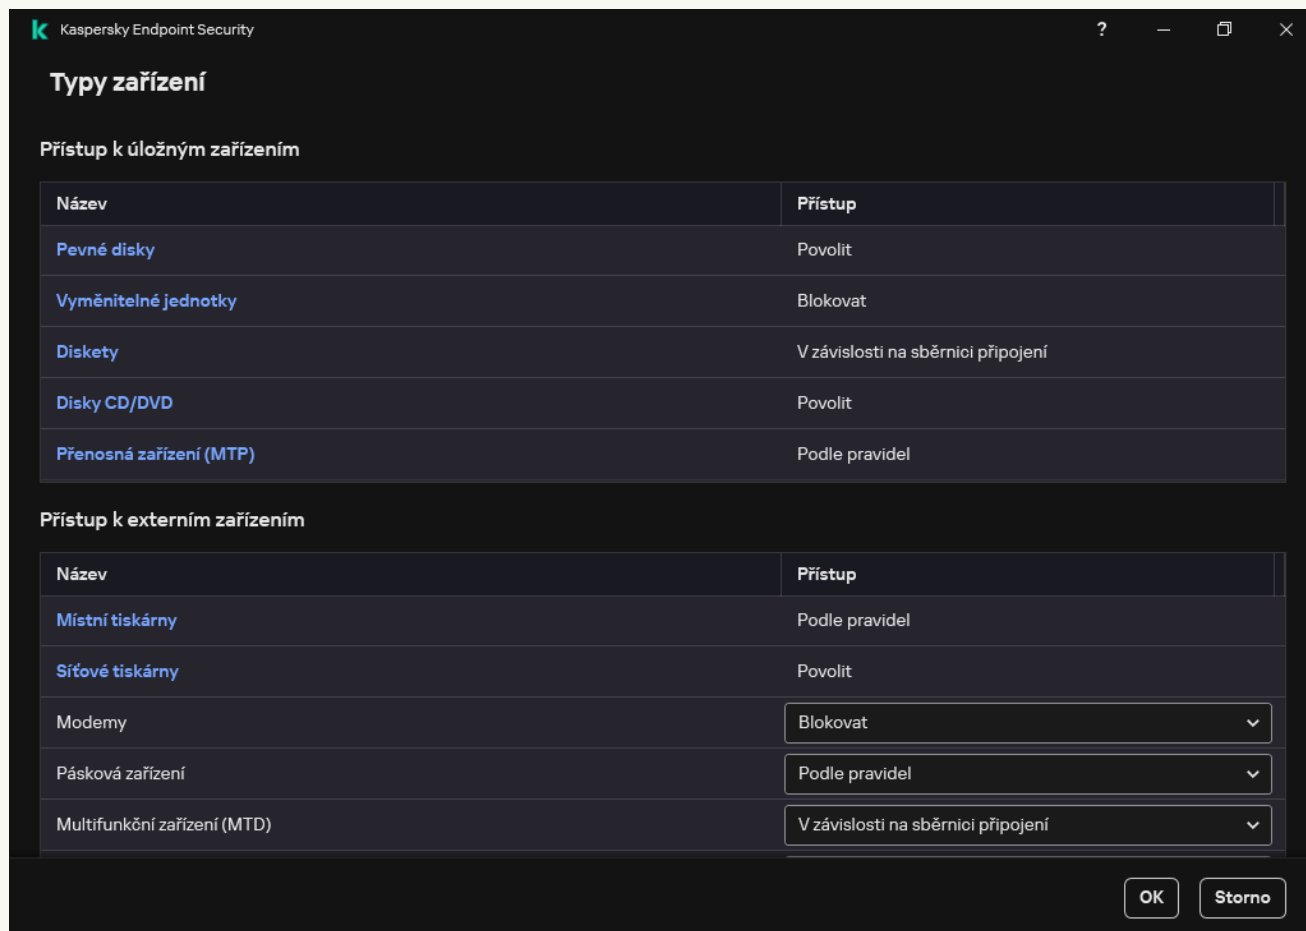 Kaspersky Endpoint Security
?
Typy zařízení
Přístup k úložným zařízením
Název Přístup
Pevné disky Povolit
Vyměnitelné jednotky Blokovat
Diskety V závislosti na sběrnici připojení
Disky CD/DVD Povolit
Přenosná zařízení (MTP) Podle pravidel
Přístup k externím zařízením
Název Přístup
Místní tiskárny Podle pravidel
Síťové tiskárny Povolit
Modemy Blokovat
Pásková zařízení Podle pravidel
Multifunkční zařízení (MTD) V závislosti na sběrnici připojení
OK Storno